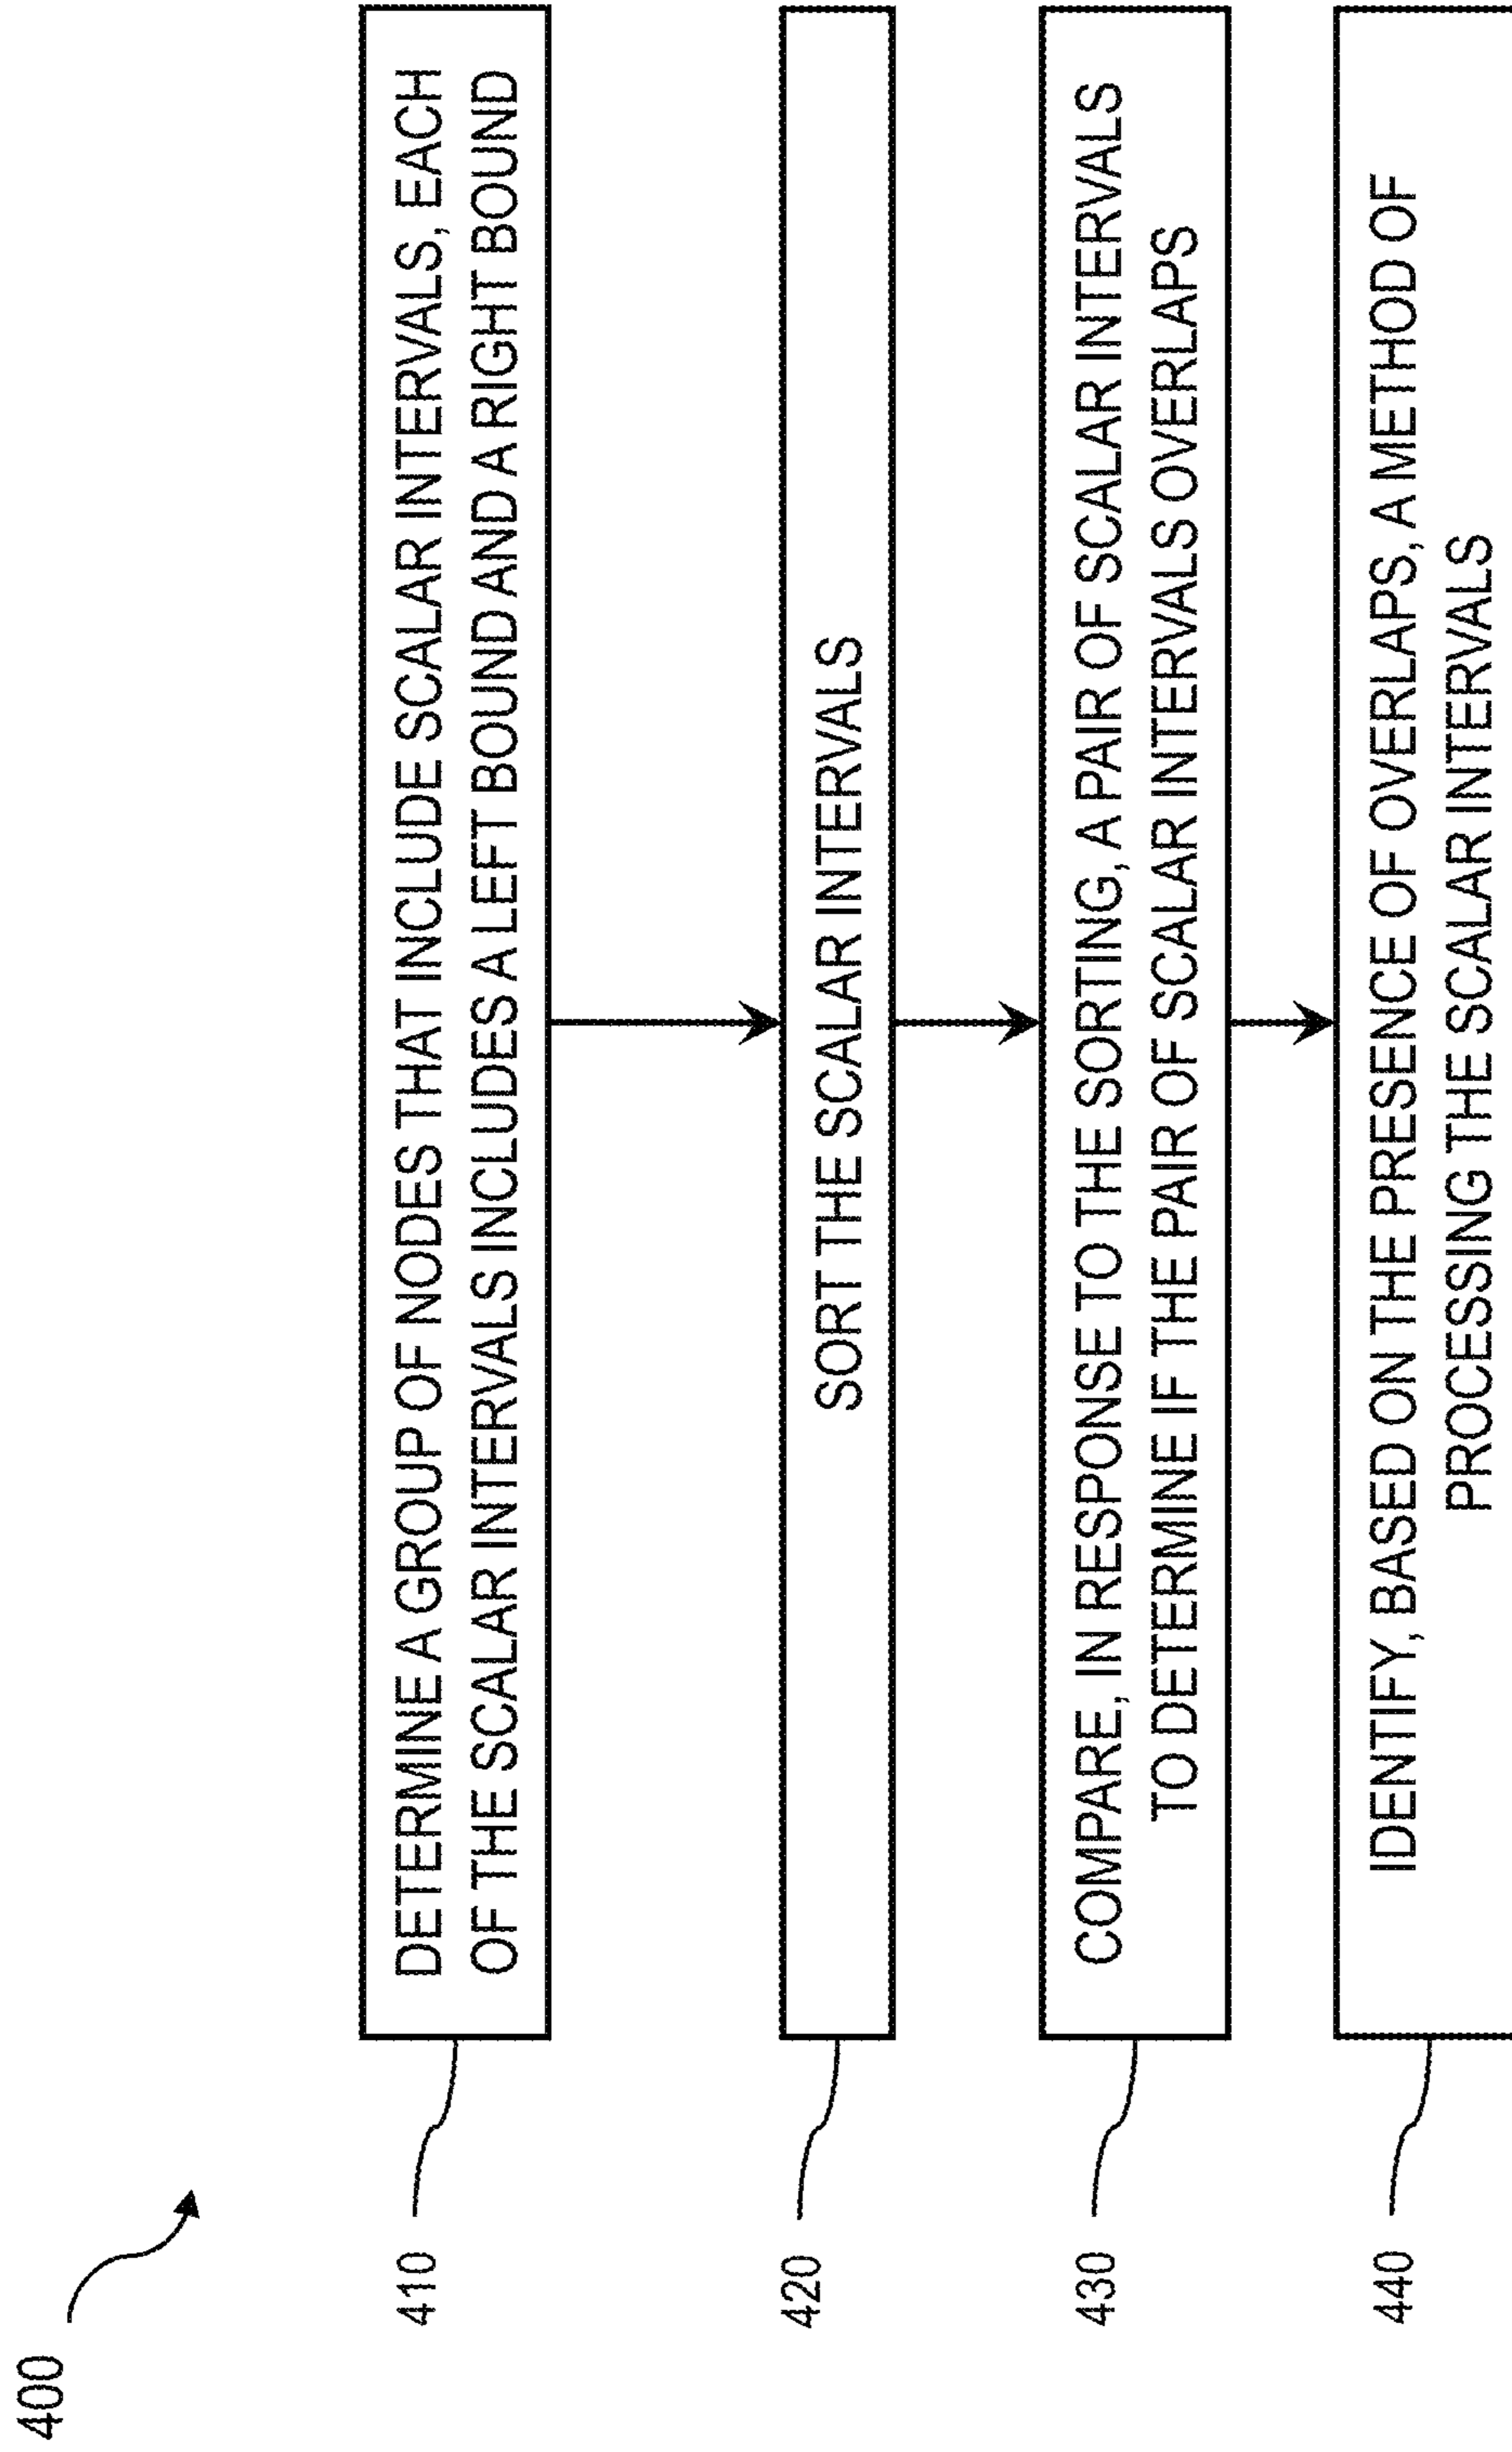 400
410
DETERMINE A GROUP OF NODES THAT INCLUDE SCALAR INTERVALS, EACH
OF THE SCALAR INTERVALS INCLUDES A LEFT BOUND AND A RIGHT BOUND
420
SORT THE SCALAR INTERVALS
430
COMPARE, IN RESPONSE TO THE SORTING, A PAIR OF SCALAR INTERVALS
TO DETERMINE IF THE PAIR OF SCALAR INTERVALS OVERLAPS
440
IDENTIFY, BASED ON THE PRESENCE OF OVERLAPS, A METHOD OF
PROCESSING THE SCALAR INTERVALS